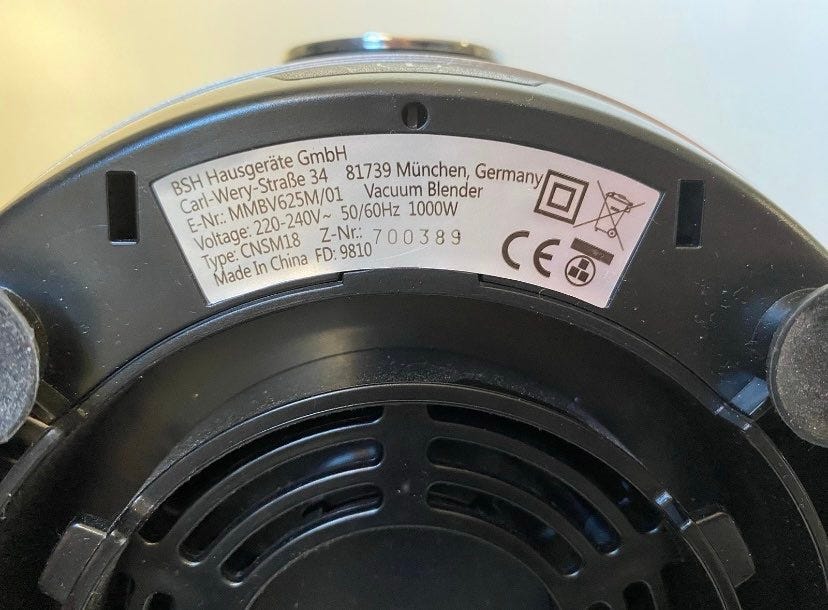 BSH Hausgeräte GmbH
Carl-Wery-Straße 34 81739 München, Germany
E-Nr: MMBV625M/01 Vacuum Blender
Voltage: 220-240V~ 50/60Hz 1000W
Type: CNSM18 Z-Nr.: 700389
Made In China FD: 9810
CE